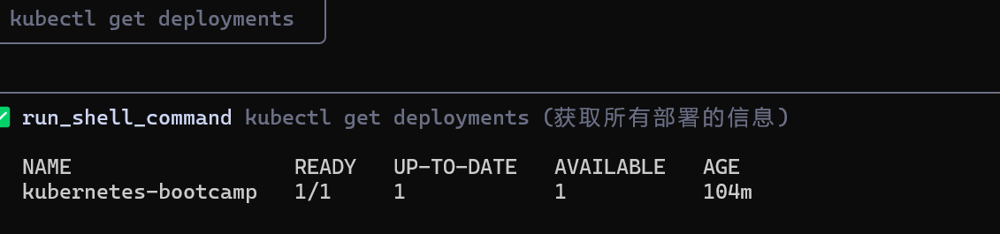 kubectl get deployments
run_shell_command kubectl get deployments (获取所有部署的信息)
NAME READY UP-TO-DATE AVAILABLE AGE
kubernetes-bootcamp 1/1 1 1 104m